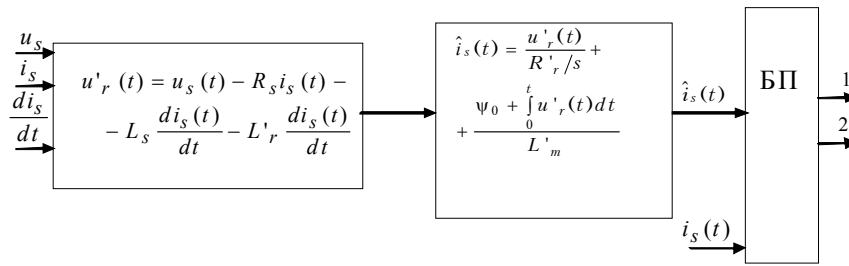 u_s
i_s
di_s/dt
u'_r (t) = u_s (t) − R_s i_s (t) −
− L_s di_s (t)/dt − L'_r di_s (t)/dt
î_s (t) = u'_r (t)/(R'_r/s) +
+ (ψ_0 + ∫_0^t u'_r (t) dt)/L'_m
î_s (t)
i_s (t)
БП
1
2